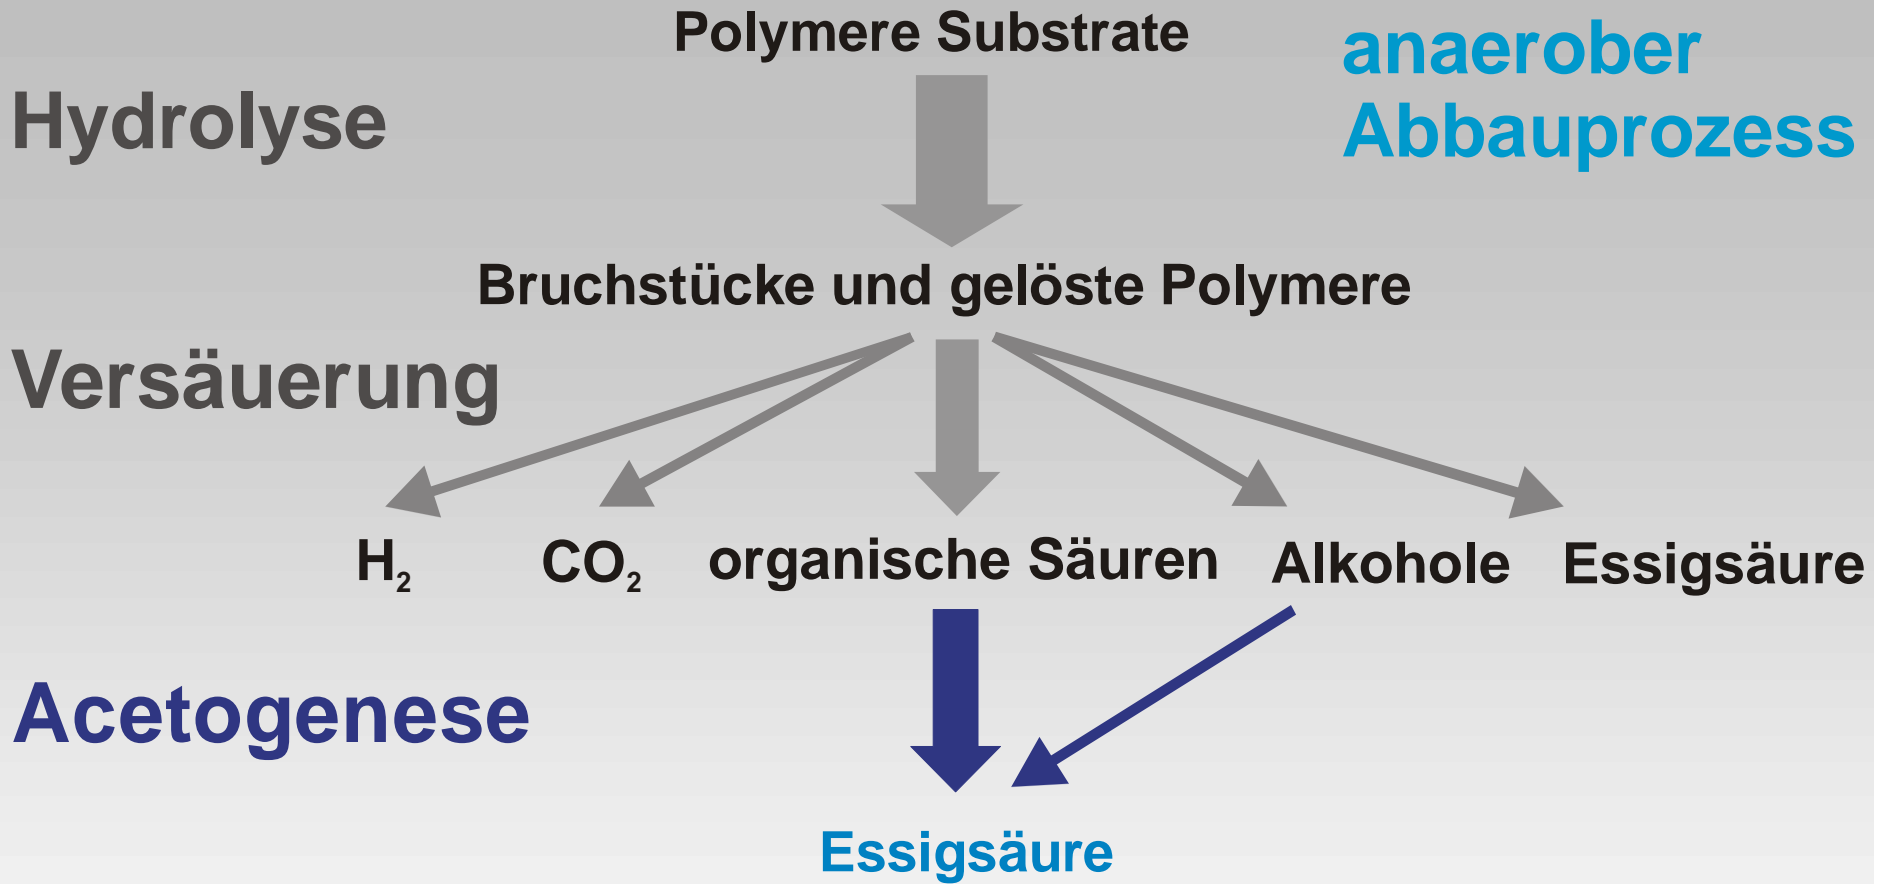 Polymere Substrate
anaerober
Abbauprozess
Hydrolyse
Bruchstücke und gelöste Polymere
Versäuerung
H₂ CO₂ organische Säuren Alkohole Essigsäure
Acetogenese
Essigsäure